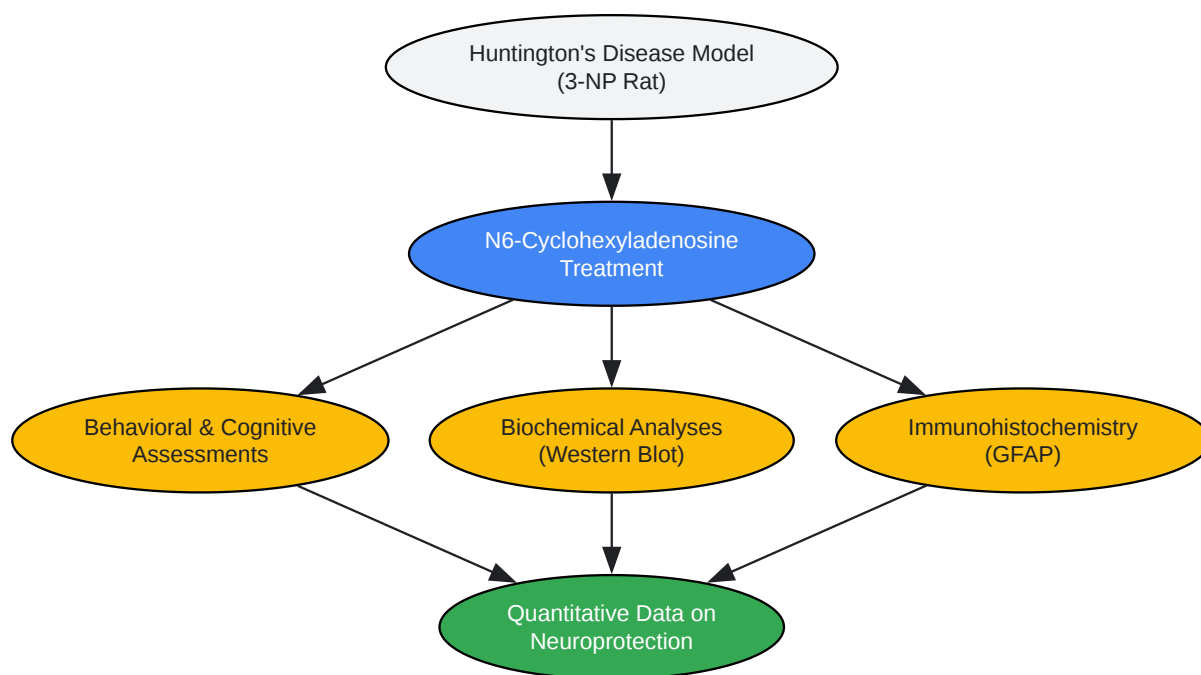 Huntington's Disease Model
(3-NP Rat)
N6-Cyclohexyladenosine
Treatment
Behavioral & Cognitive
Assessments
Biochemical Analyses
(Western Blot)
Immunohistochemistry
(GFAP)
Quantitative Data on
Neuroprotection